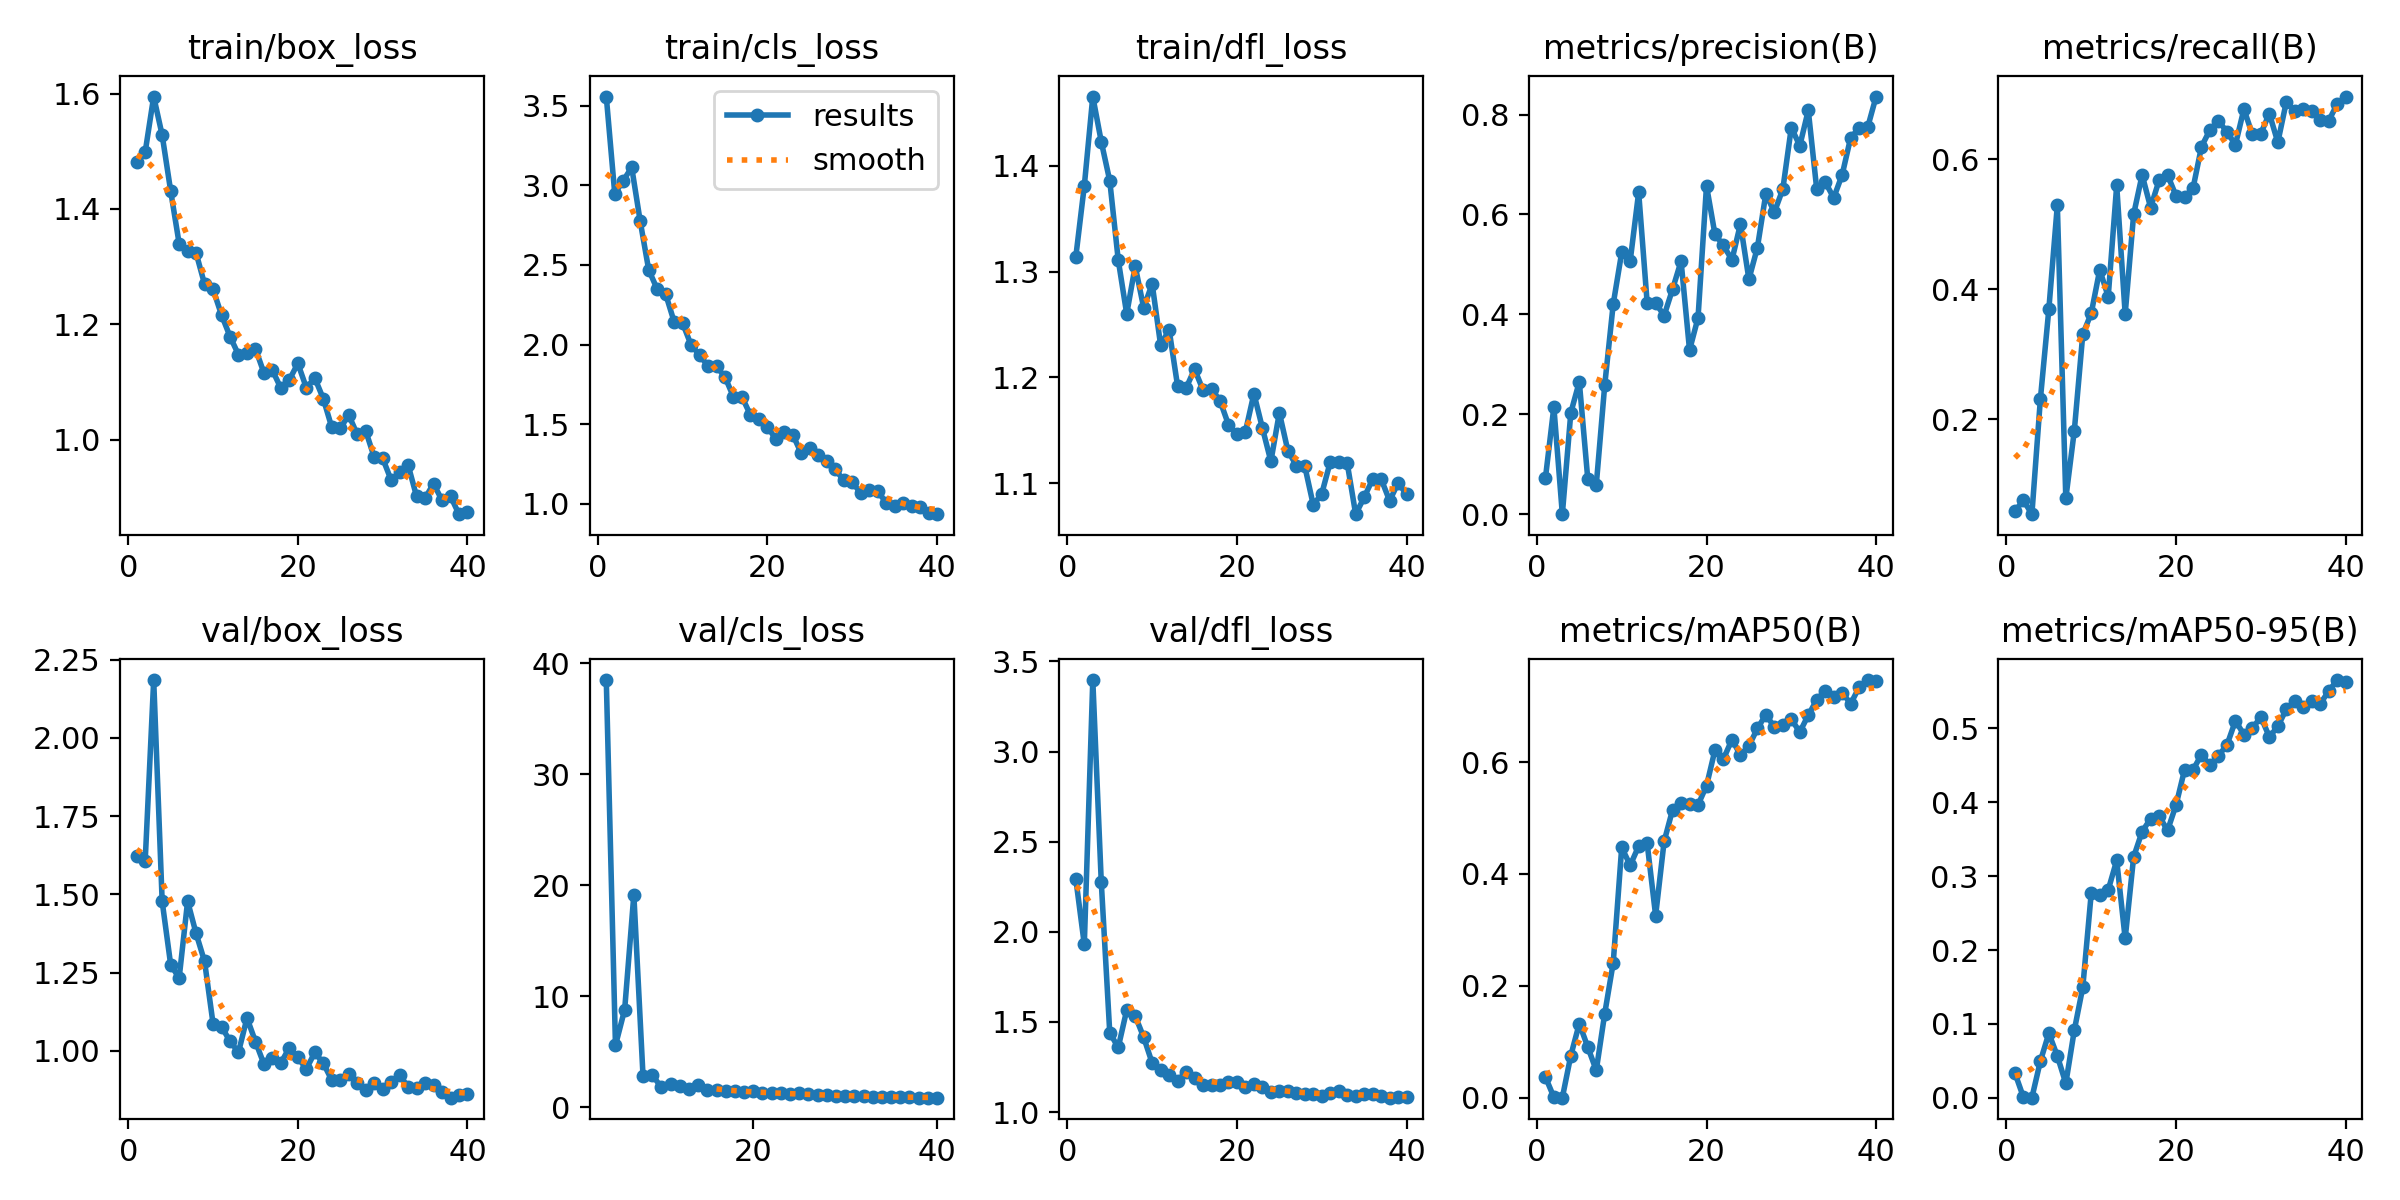 train/box_loss
1.6
1.4
1.2
1.0
0 20 40
train/cls_loss
results
smooth
3.5
3.0
2.5
2.0
1.5
1.0
0 20 40
train/dfl_loss
1.4
1.3
1.2
1.1
0 20 40
metrics/precision(B)
0.8
0.6
0.4
0.2
0.0
0 20 40
metrics/recall(B)
0.6
0.4
0.2
0 20 40
val/box_loss
2.25
2.00
1.75
1.50
1.25
1.00
0 20 40
val/cls_loss
40
30
20
10
0
20 40
val/dfl_loss
3.5
3.0
2.5
2.0
1.5
1.0
0 20 40
metrics/mAP50(B)
0.6
0.4
0.2
0.0
0 20 40
metrics/mAP50-95(B)
0.5
0.4
0.3
0.2
0.1
0.0
0 20 40